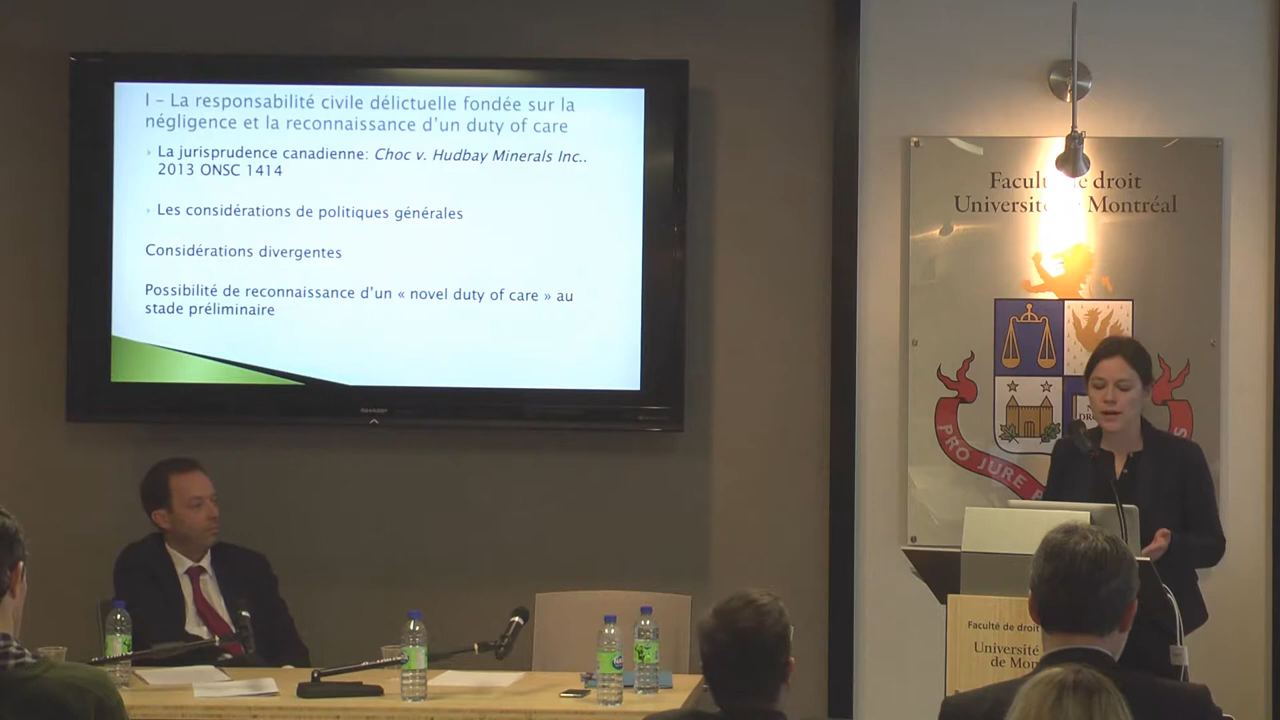 I – La responsabilité civile délictuelle fondée sur la
négligence et la reconnaissance d'un duty of care
La jurisprudence canadienne: Choc v. Hudbay Minerals Inc..
2013 ONSC 1414
Les considérations de politiques générales
Considérations divergentes
Possibilité de reconnaissance d'un « novel duty of care » au
stade préliminaire
SHARP
Faculté de droit
Université de Montréal
PRO JURE
Faculté de droit
Université
de Mon